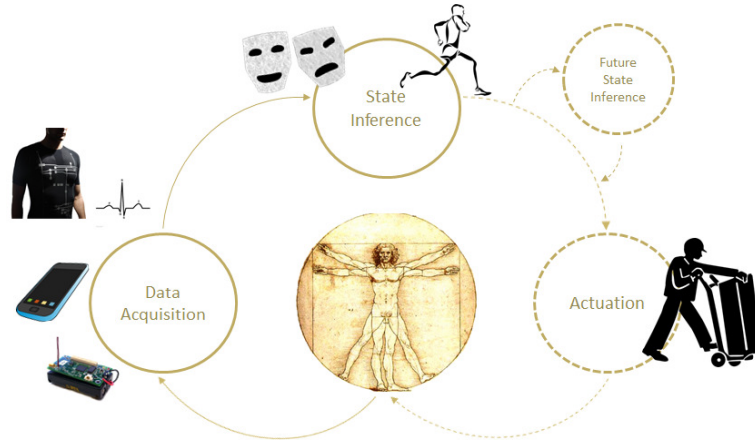 State
Inference
Future
State
Inference
Data
Acquisition
Actuation